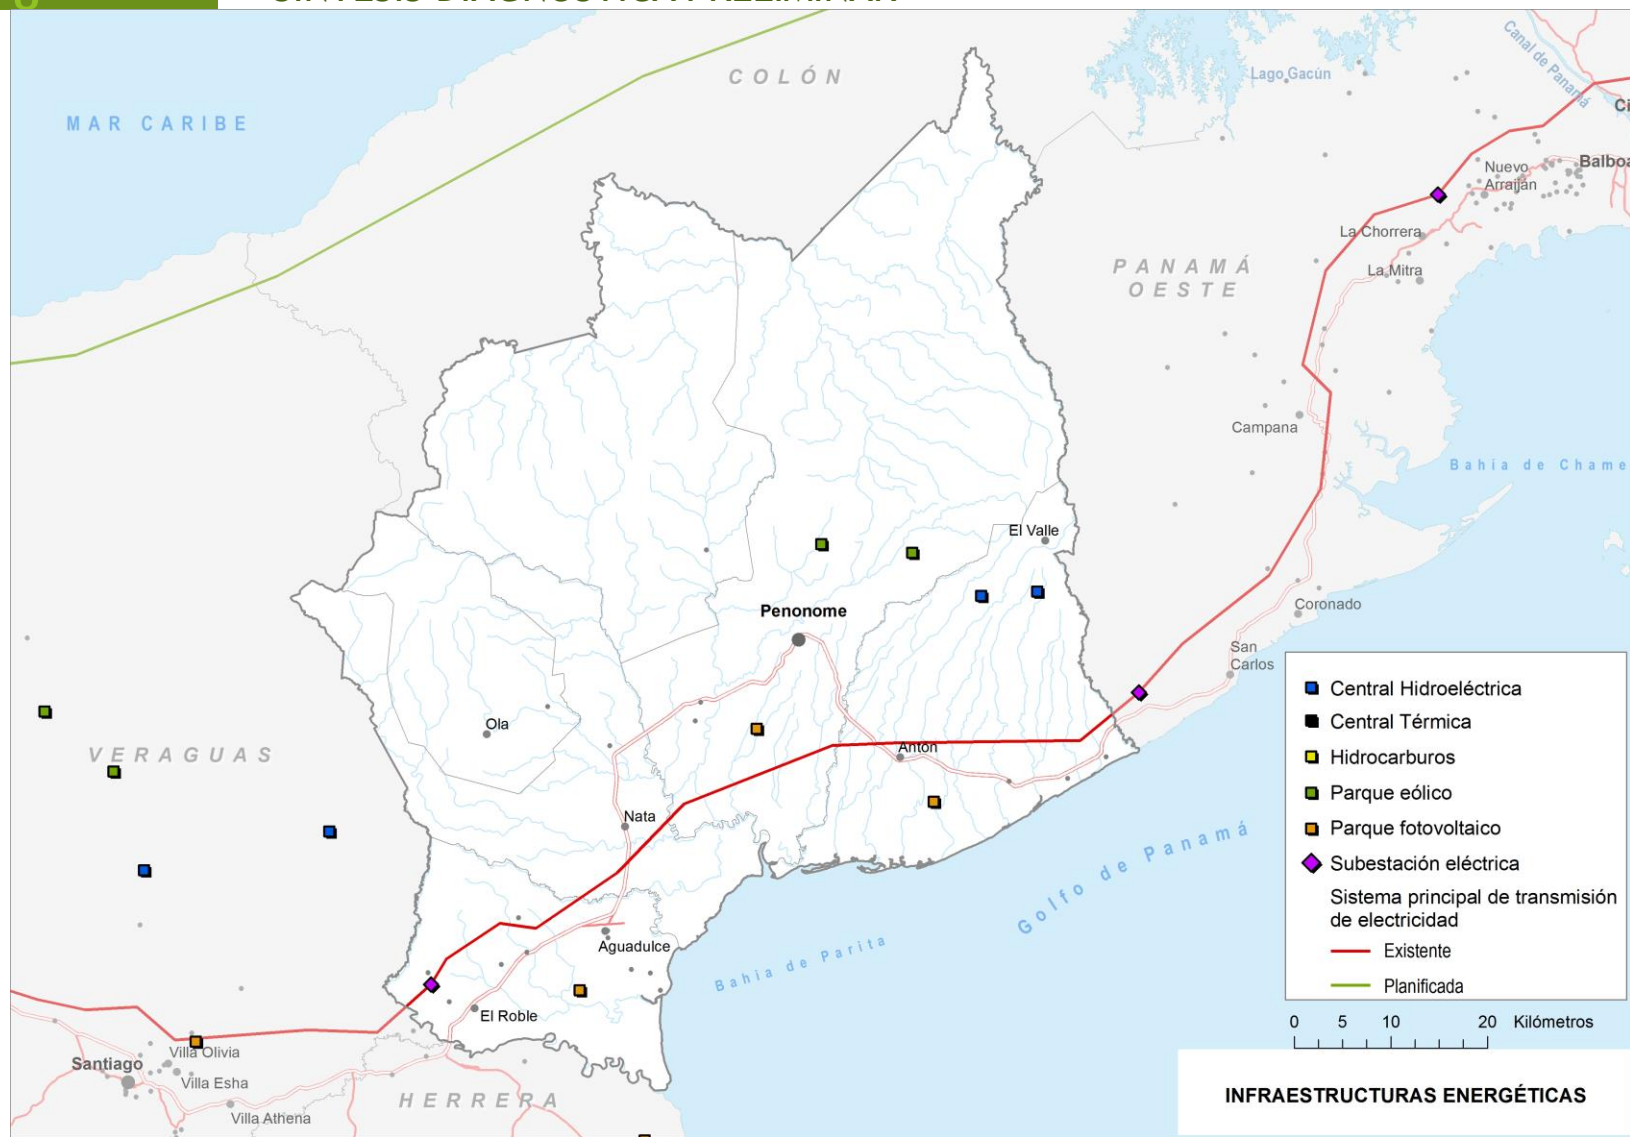 SÍNTESIS DIAGNÓSTICA PRELIMINAR
COLÓN
MAR CARIBE
Lago Gacún
Canal de Panamá
Nuevo
Arraiján
Balboa
La Chorrera
La Mitra
PANAMÁ
OESTE
Campana
Bahia de Chame
El Valle
Penonome
Coronado
San
Carlos
Ola
VERAGUAS
Anton
Nata
Golfo de Panamá
Aguadulce
Bahia de Parita
El Roble
Villa Olivia
Santiago
Villa Esha
HERRERA
Villa Athena
Central Hidroeléctrica
Central Térmica
Hidrocarburos
Parque eólico
Parque fotovoltaico
Subestación eléctrica
Sistema principal de transmisión
de electricidad
Existente
Planificada
0 5 10 20 Kilómetros
INFRAESTRUCTURAS ENERGÉTICAS